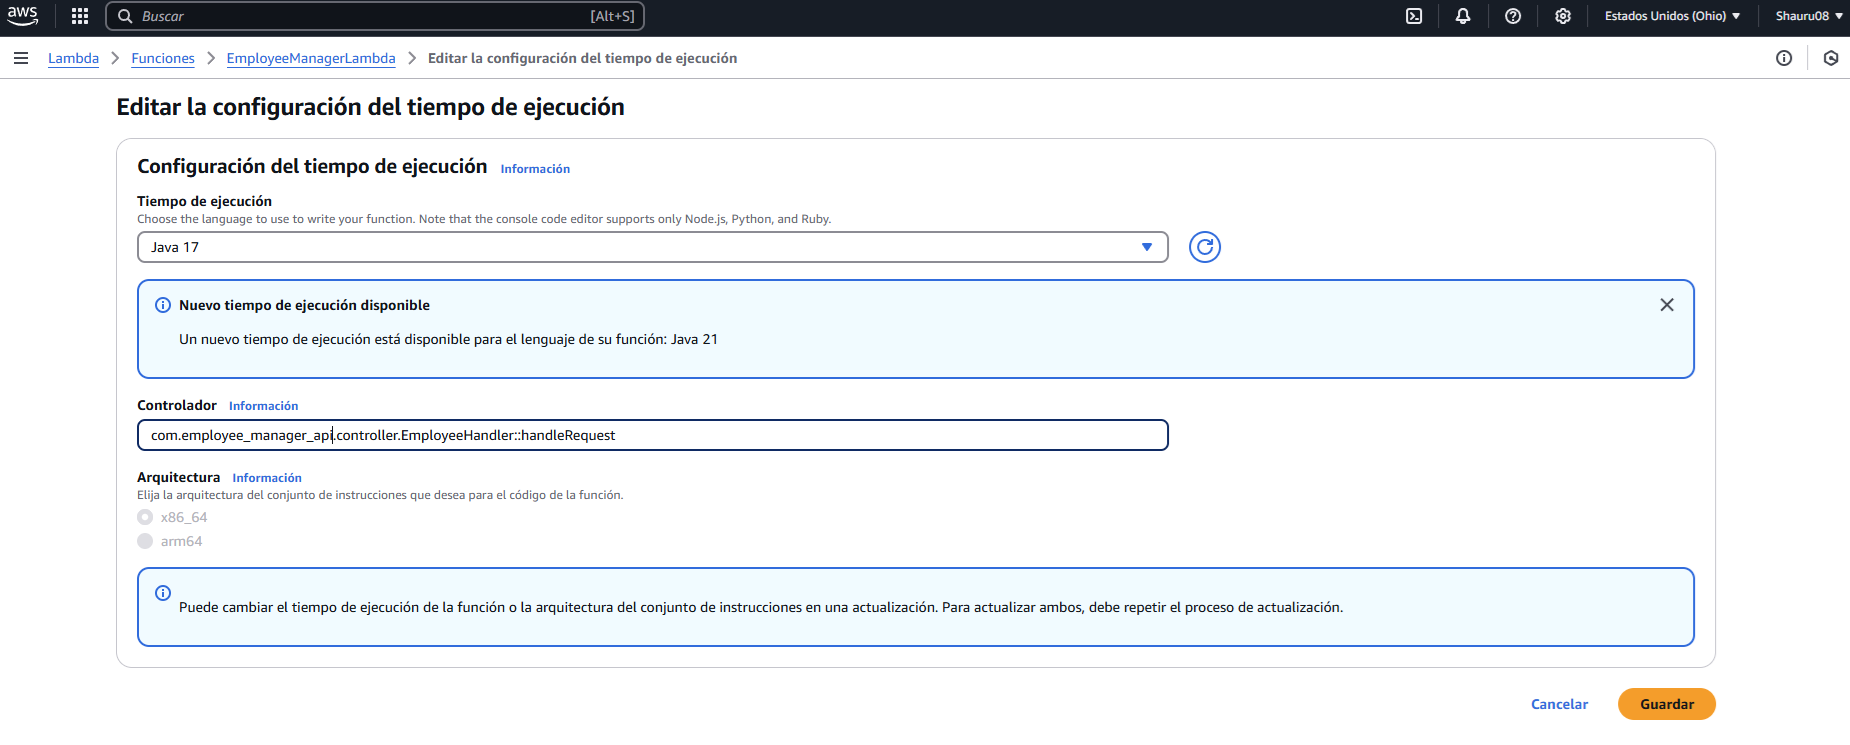 aws Buscar [Alt+S] Estados Unidos (Ohio) Shauru08
Lambda Funciones EmployeeManagerLambda Editar la configuración del tiempo de ejecución
Editar la configuración del tiempo de ejecución
Configuración del tiempo de ejecución Información
Tiempo de ejecución
Choose the language to use to write your function. Note that the console code editor supports only Node.js, Python, and Ruby.
Java 17
Nuevo tiempo de ejecución disponible
Un nuevo tiempo de ejecución está disponible para el lenguaje de su función: Java 21
Controlador Información
com.employee_manager_api.controller.EmployeeHandler::handleRequest
Arquitectura Información
Elija la arquitectura del conjunto de instrucciones que desea para el código de la función.
x86_64
arm64
Puede cambiar el tiempo de ejecución de la función o la arquitectura del conjunto de instrucciones en una actualización. Para actualizar ambos, debe repetir el proceso de actualización.
Cancelar Guardar